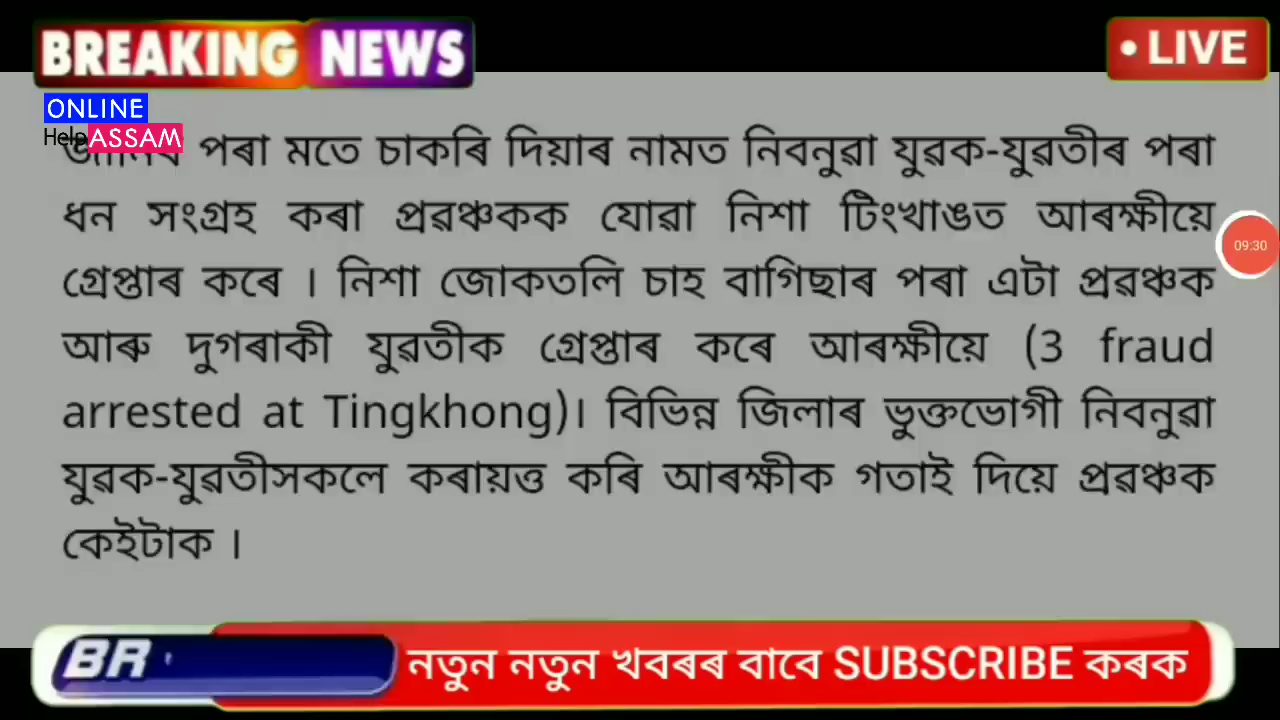 BREAKING NEWS
• LIVE
ONLINE
Help ASSAM
পৰা মতে চাকৰি দিয়াৰ নামত নিবনুৱা যুৱক-যুৱতীৰ পৰা
ধন সংগ্ৰহ কৰা প্ৰৱঞ্চকক যোৱা নিশা টিংখাঙত আৰক্ষীয়ে
09:30
গ্ৰেপ্তাৰ কৰে । নিশা জোকতলি চাহ বাগিছাৰ পৰা এটা প্ৰৱঞ্চক
আৰু দুগৰাকী যুৱতীক গ্ৰেপ্তাৰ কৰে আৰক্ষীয়ে (3 fraud
arrested at Tingkhong)। বিভিন্ন জিলাৰ ভুক্তভোগী নিবনুৱা
যুৱক-যুৱতীসকলে কৰায়ত্ত কৰি আৰক্ষীক গতাই দিয়ে প্ৰৱঞ্চক
কেইটাক ।
BR
নতুন নতুন খবৰৰ বাবে SUBSCRIBE কৰক